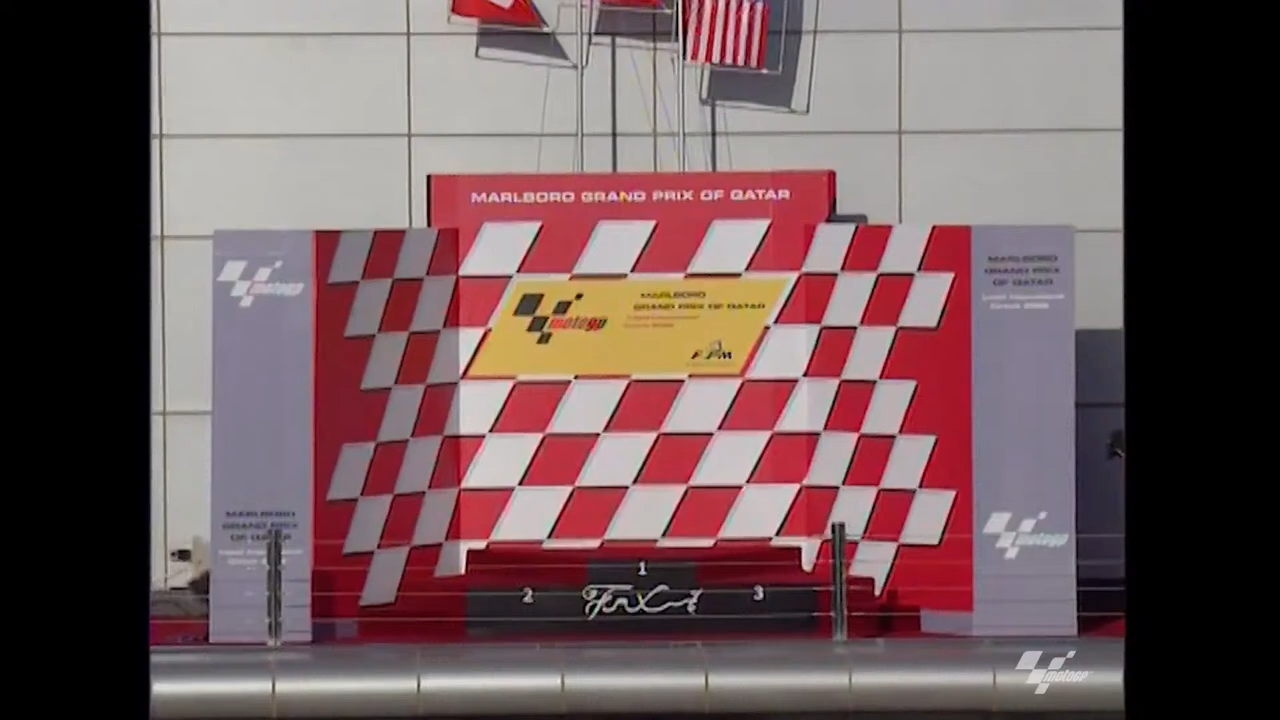 MARLBORO GRAND PRIX OF QATAR
motogp
MARLBORO
GRAND PRIX OF QATAR
motogp
MARLBORO
GRAND PRIX
OF QATAR
MARLBORO
GRAND PRIX
OF QATAR
motogp
1
2
3
motogp